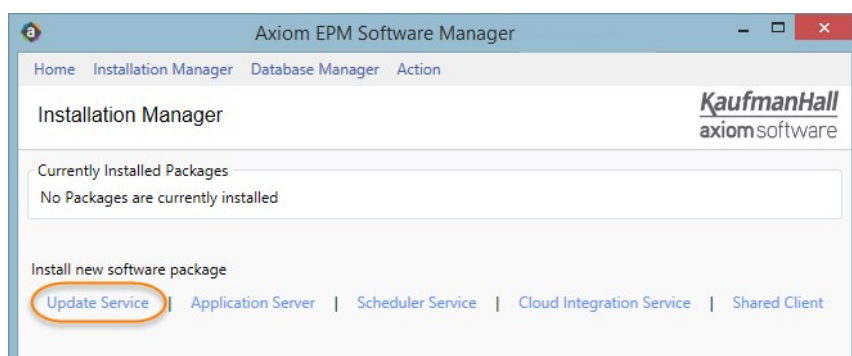 Axiom EPM Software Manager
Home Installation Manager Database Manager Action
Installation Manager
KaufmanHall
axiomsoftware
Currently Installed Packages
No Packages are currently installed
Install new software package
Update Service | Application Server | Scheduler Service | Cloud Integration Service | Shared Client